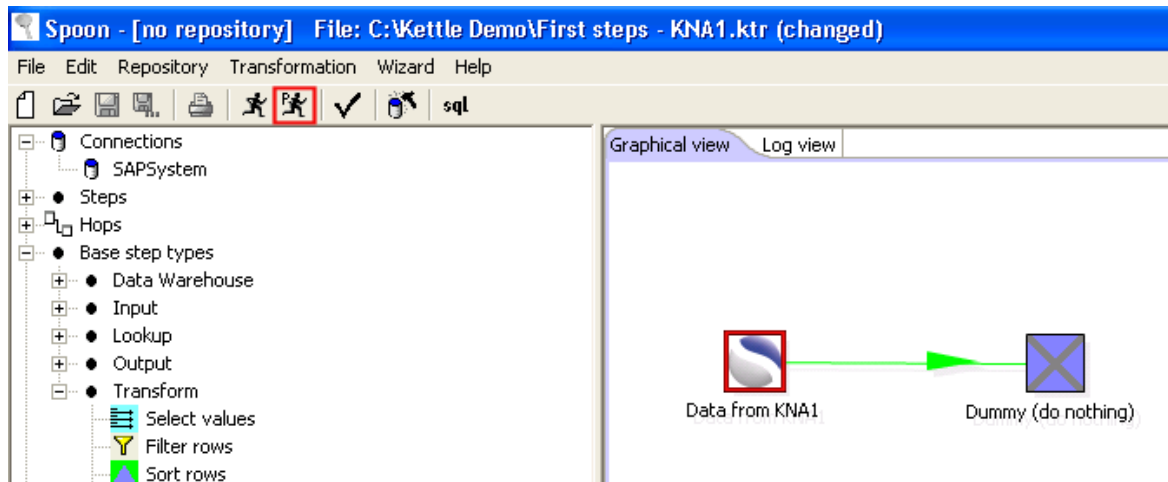 Spoon - [no repository] File: C:\Kettle Demo\First steps - KNA1.ktr (changed)
File Edit Repository Transformation Wizard Help
P sql
Connections
SAPSystem
Steps
Hops
Base step types
Data Warehouse
Input
Lookup
Output
Transform
Select values
Filter rows
Sort rows
Graphical view Log view
Data from KNA1 Dummy (do nothing)